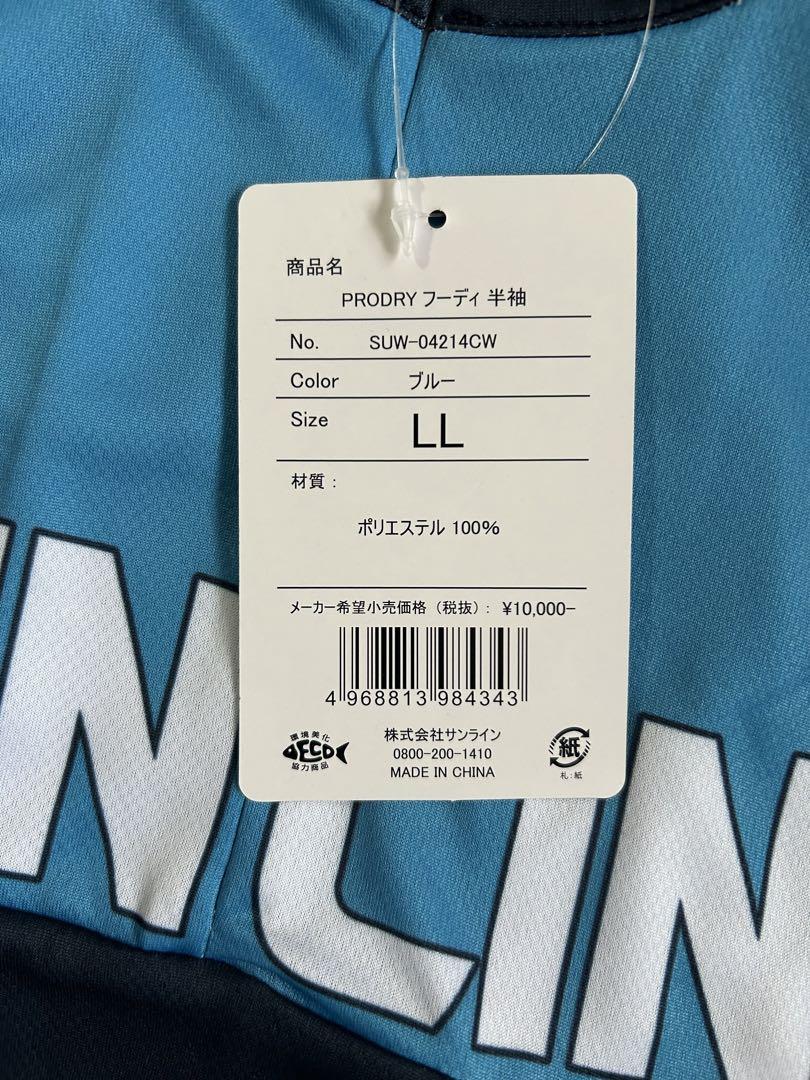 商品名
PRODRY フーディ 半袖
No. SUW-04214CW
Color ブルー
Size LL
材質：
ポリエステル 100%
メーカー希望小売価格（税抜）: ¥10,000-
4 968813 984343
環境美化
ECO
協力商品
株式会社サンライン
0800-200-1410
MADE IN CHINA
紙
札:紙
NLIN